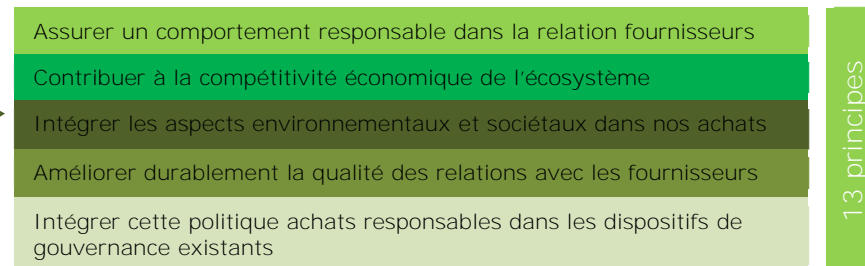 Assurer un comportement responsable dans la relation fournisseurs
Contribuer à la compétitivité économique de l'écosystème
Intégrer les aspects environnementaux et sociétaux dans nos achats
Améliorer durablement la qualité des relations avec les fournisseurs
Intégrer cette politique achats responsables dans les dispositifs de
gouvernance existants
13 principes